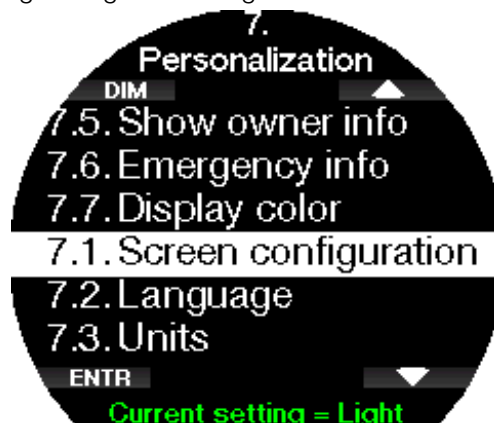 7.
Personalization
DIM
7.5. Show owner info
7.6. Emergency info
7.7. Display color
7.1. Screen configuration
7.2. Language
7.3. Units
ENTR
Current setting = Light